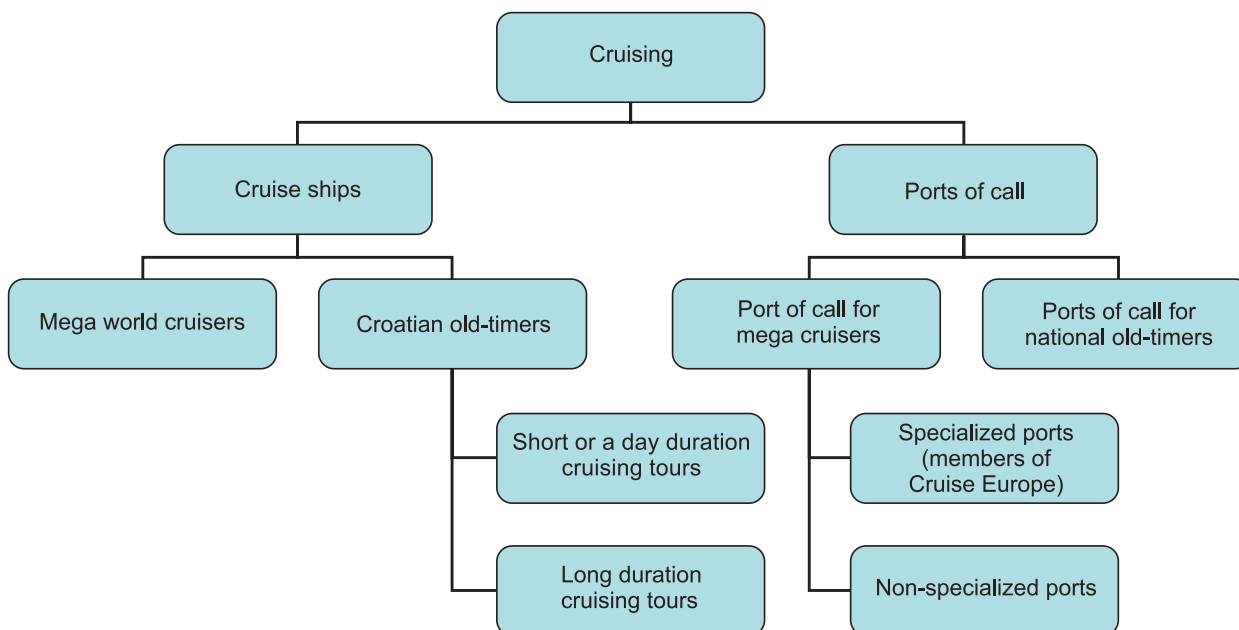 Cruising
Cruise ships
Ports of call
Mega world cruisers
Croatian old-timers
Port of call for
mega cruisers
Ports of call for
national old-timers
Short or a day duration
cruising tours
Specialized ports
(members of
Cruise Europe)
Long duration
cruising tours
Non-specialized ports